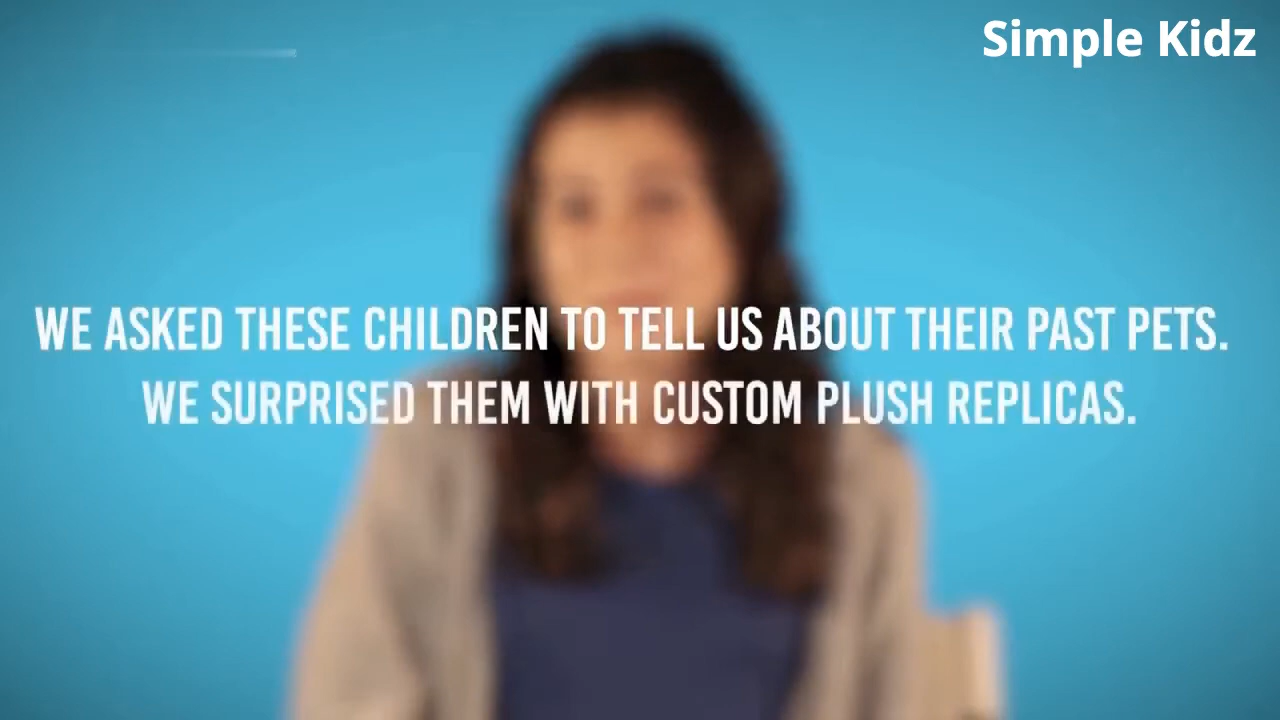 Simple Kidz
WE ASKED THESE CHILDREN TO TELL US ABOUT THEIR PAST PETS.
WE SURPRISED THEM WITH CUSTOM PLUSH REPLICAS.